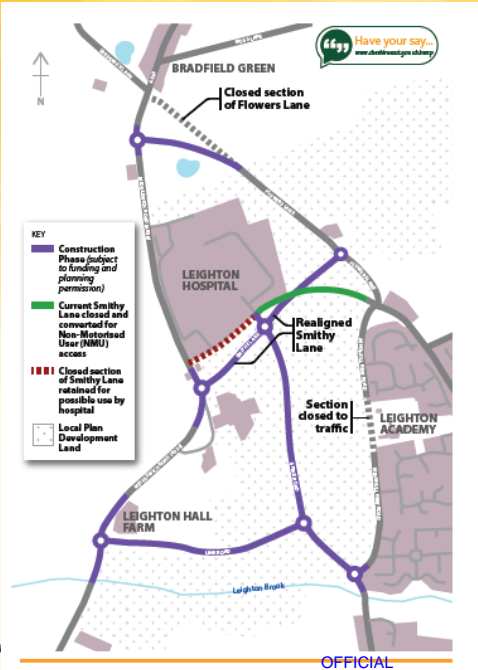 Have your say...
BRADFIELD GREEN
Closed section
of Flowers Lane
N
KEY
Construction
Phase (subject
to funding and
planning
permission)
Current Smithy
Lane closed and
converted for
Non-Motorised
User (NMU)
access
Closed section
of Smithy Lane
retained for
possible use by
hospital
Local Plan
Development
Land
LEIGHTON
HOSPITAL
Realigned
Smithy
Lane
Section
closed to
traffic
LEIGHTON
ACADEMY
LEIGHTON HALL
FARM
Leighton Brook
OFFICIAL